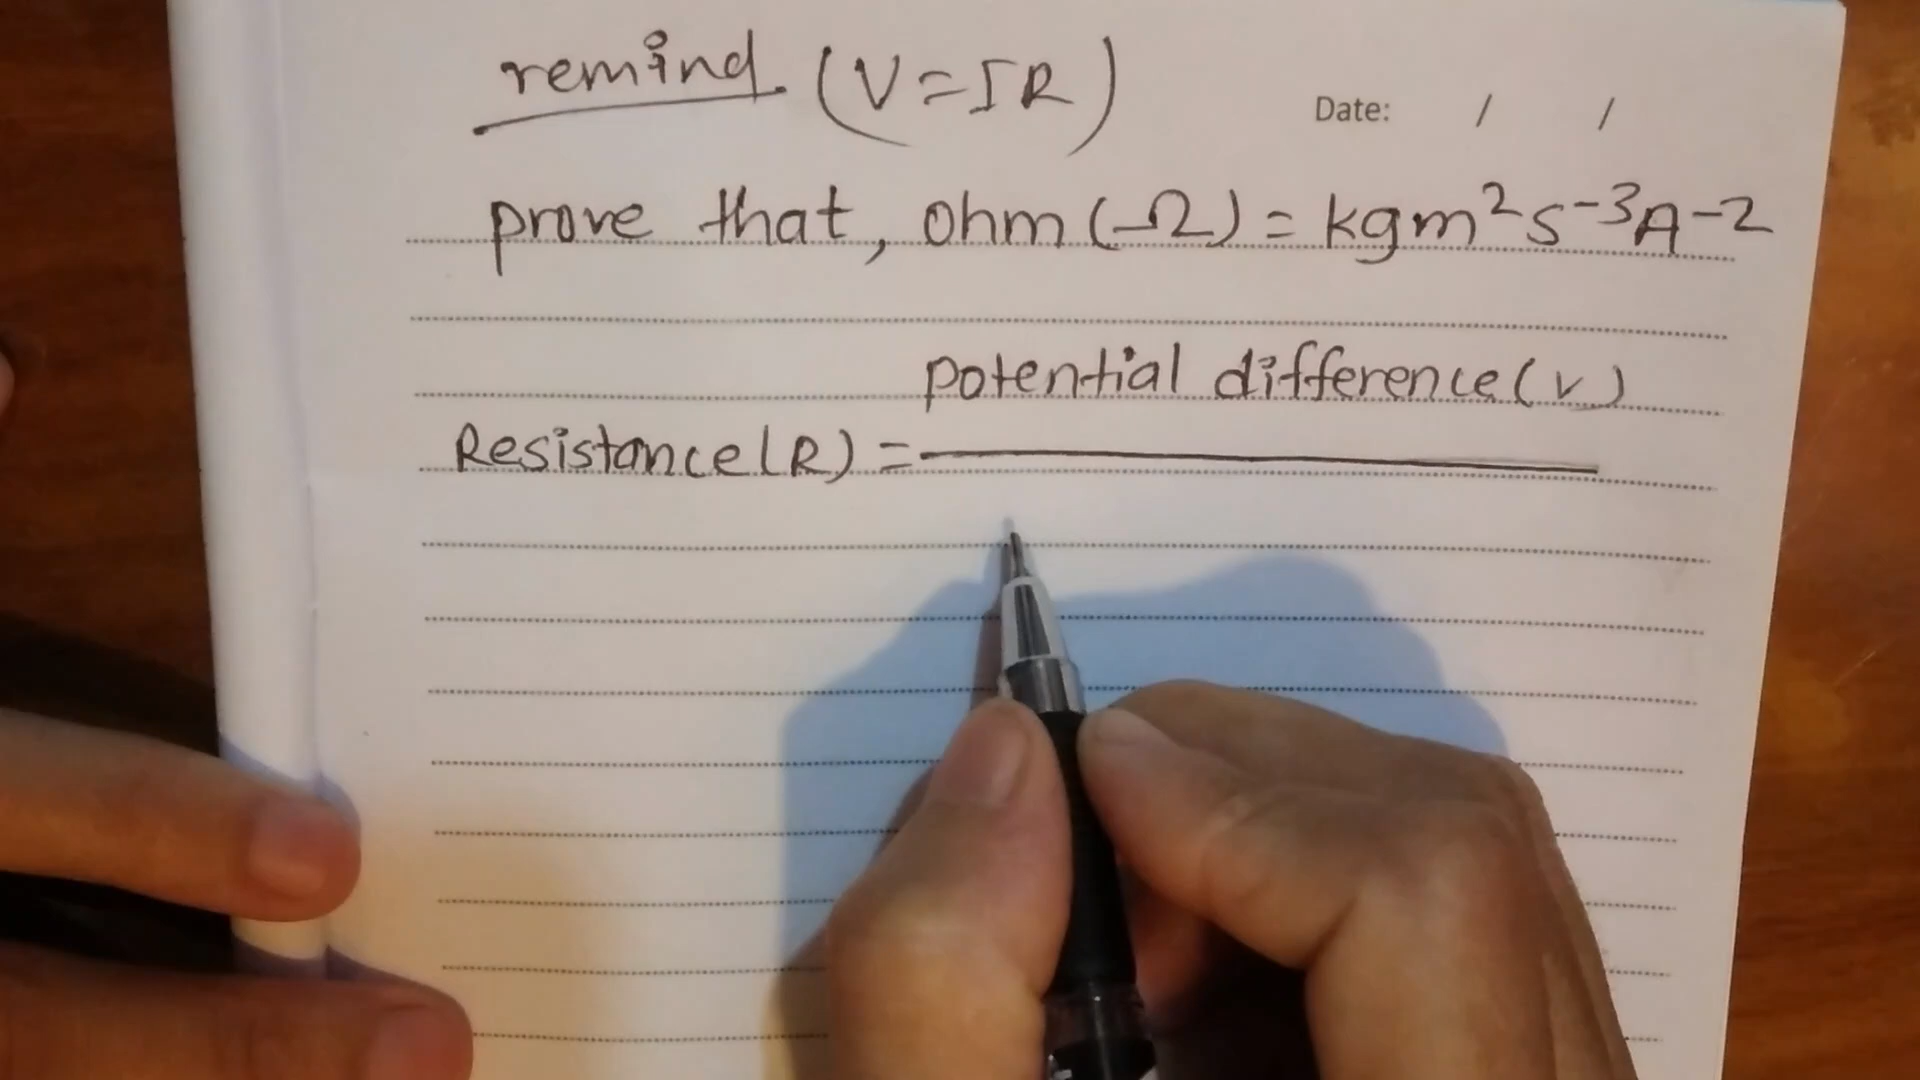 remind (V=IR)
Date: / /
prove that, ohm (Ω) = kgm²s⁻³A⁻²
potential difference (V)
Resistance (R) =